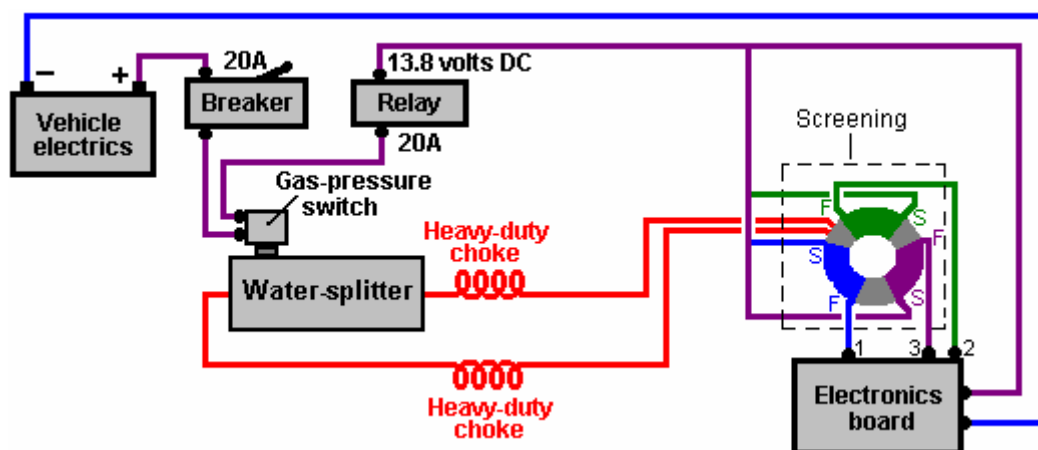 − +
20A
Breaker
Vehicle
electrics
13.8 volts DC
Relay
20A
Gas-pressure
switch
Water-splitter
Heavy-duty
choke
Heavy-duty
choke
Screening
F
S
F
S
F
S
1 3 2
Electronics
board